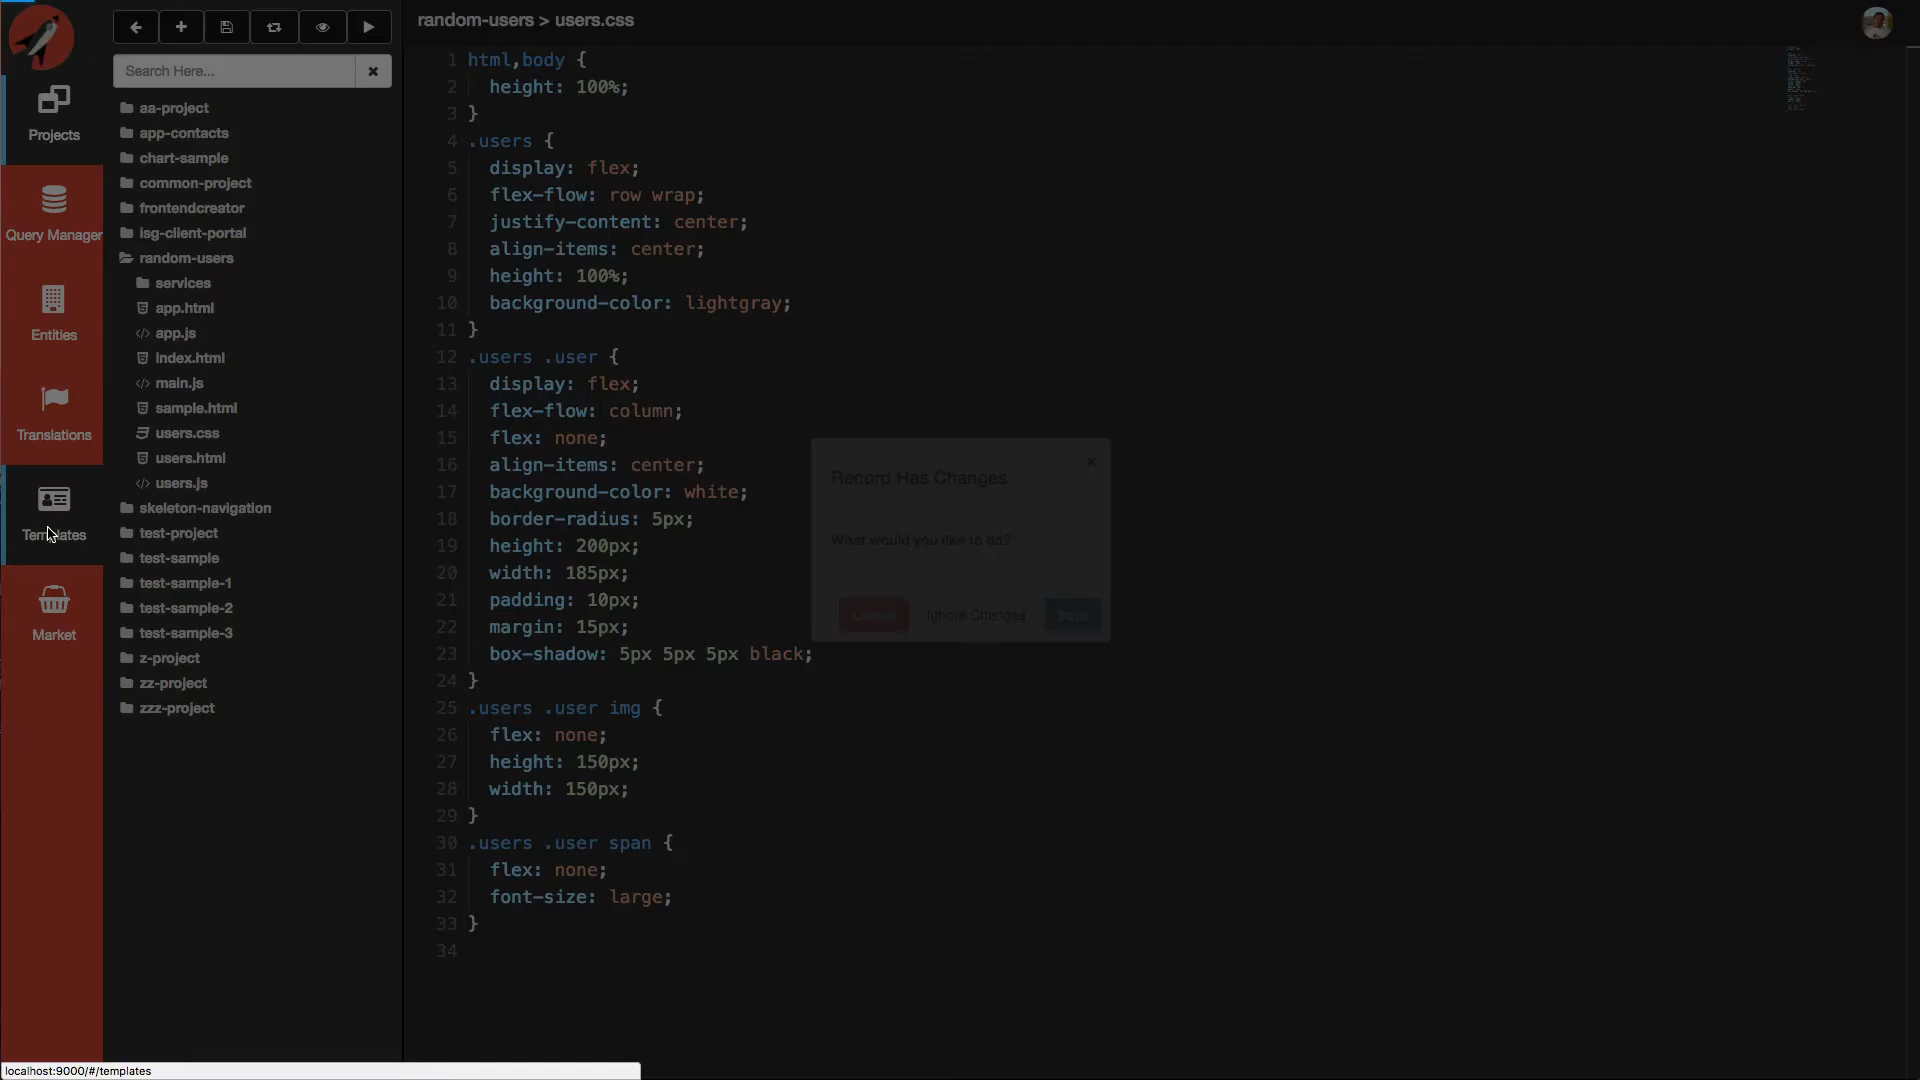 random-users > users.css
Search Here...
Projects
Query Manager
Entities
Translations
Templates
Market
aa-project
app-contacts
chart-sample
common-project
frontendcreator
isg-client-portal
random-users
services
app.html
app.js
index.html
main.js
sample.html
users.css
users.html
users.js
skeleton-navigation
test-project
test-sample
test-sample-1
test-sample-2
test-sample-3
z-project
zz-project
zzz-project
1 html,body {
2 height: 100%;
3 }
4 .users {
5 display: flex;
6 flex-flow: row wrap;
7 justify-content: center;
8 align-items: center;
9 height: 100%;
10 background-color: lightgray;
11 }
12 .users .user {
13 display: flex;
14 flex-flow: column;
15 flex: none;
16 align-items: center;
17 background-color: white;
18 border-radius: 5px;
19 height: 200px;
20 width: 185px;
21 padding: 10px;
22 margin: 15px;
23 box-shadow: 5px 5px 5px black;
24 }
25 .users .user img {
26 flex: none;
27 height: 150px;
28 width: 150px;
29 }
30 .users .user span {
31 flex: none;
32 font-size: large;
33 }
34
Record Has Changes
What would you like to do?
Cancel Ignore Changes Save
localhost:9000/#/templates